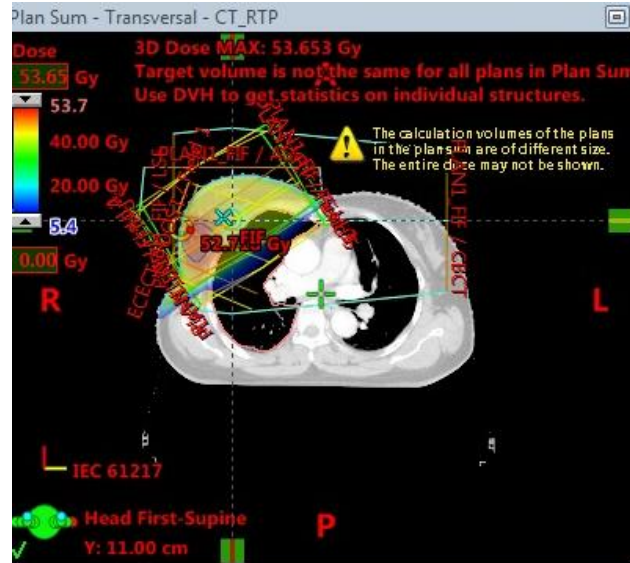 Plan Sum - Transversal - CT_RTP
Dose
3D Dose MAX: 53.653 Gy
53.65 Gy
Target volume is not the same for all plans in Plan Sum
53.7
Use DVH to get statistics on individual structures.
The calculation volumes of the plans
in the plan sum are of different size.
The entire dose may not be shown.
40.00 Gy
20.00 Gy
5.4
0.00 Gy
PLAN1_FIF / CBCT
R
L
IEC 61217
Head First-Supine
P
Y: 11.00 cm